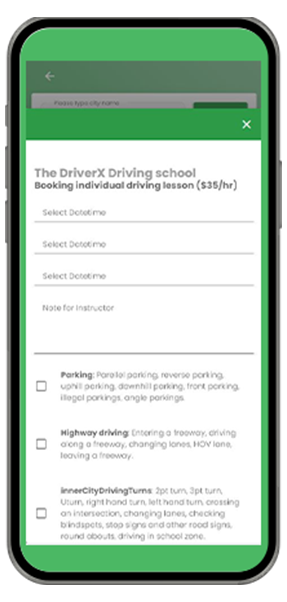 Please type city name
The DriverX Driving school
Booking individual driving lesson ($35/hr)
Select Datetime
Select Datetime
Select Datetime
Note for Instructor
Parking: Parallel parking, reverse parking,
uphill parking, downhill parking, front parking,
illegal parkings, angle parkings.
Highway driving: Entering a freeway, driving
along a freeway, changing lanes, HOV lane,
leaving a freeway.
innerCityDrivingTurns: 2pt turn, 3pt turn,
Uturn, right hand turn, left hand turn, crossing
an intersection, changing lanes, checking
blindspots, stop signs and other road signs,
round abouts, driving in school zone.